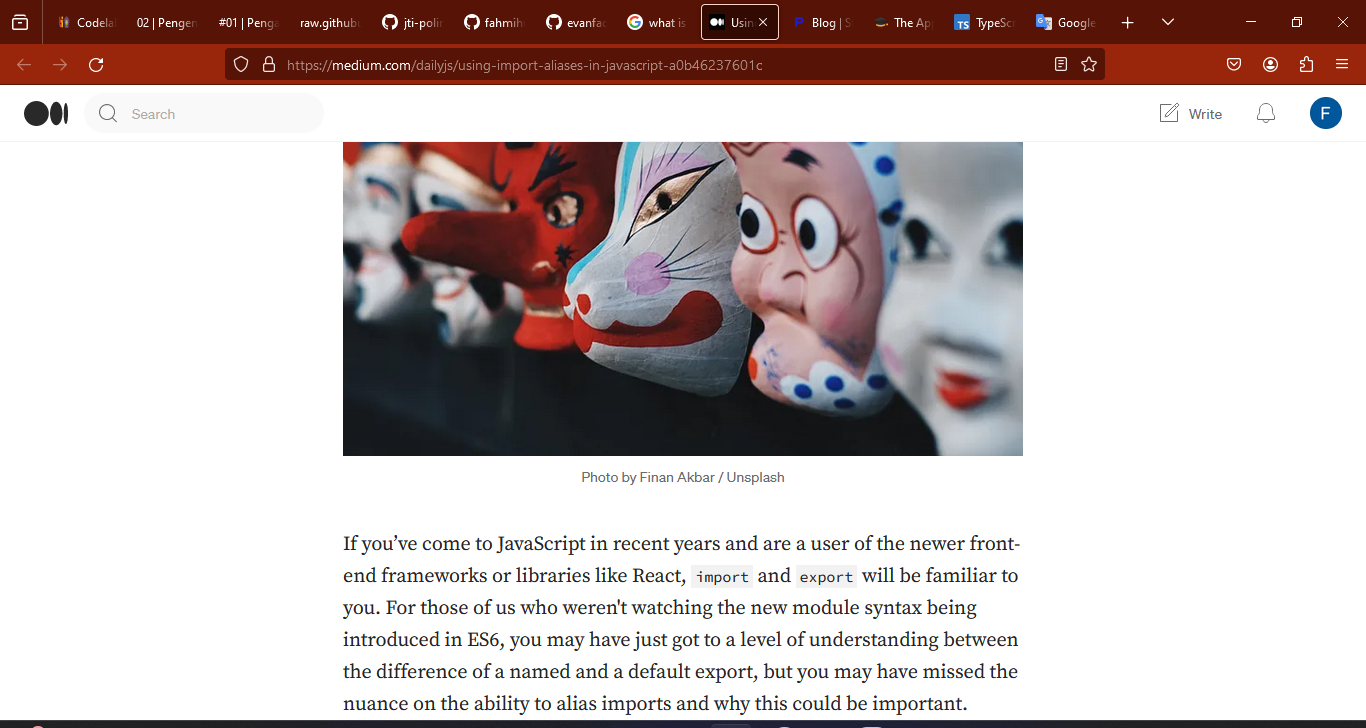 Codelab
02 | Pengen
#01 | Penga
raw.github
jti-polin
fahmih
evanfac
what is
Usin
Blog | S
The Ap
TypeScr
Google
https://medium.com/dailyjs/using-import-aliases-in-javascript-a0b46237601c
Search
Write
F
Photo by Finan Akbar / Unsplash
If you’ve come to JavaScript in recent years and are a user of the newer front-
end frameworks or libraries like React, import and export will be familiar to
you. For those of us who weren't watching the new module syntax being
introduced in ES6, you may have just got to a level of understanding between
the difference of a named and a default export, but you may have missed the
nuance on the ability to alias imports and why this could be important.